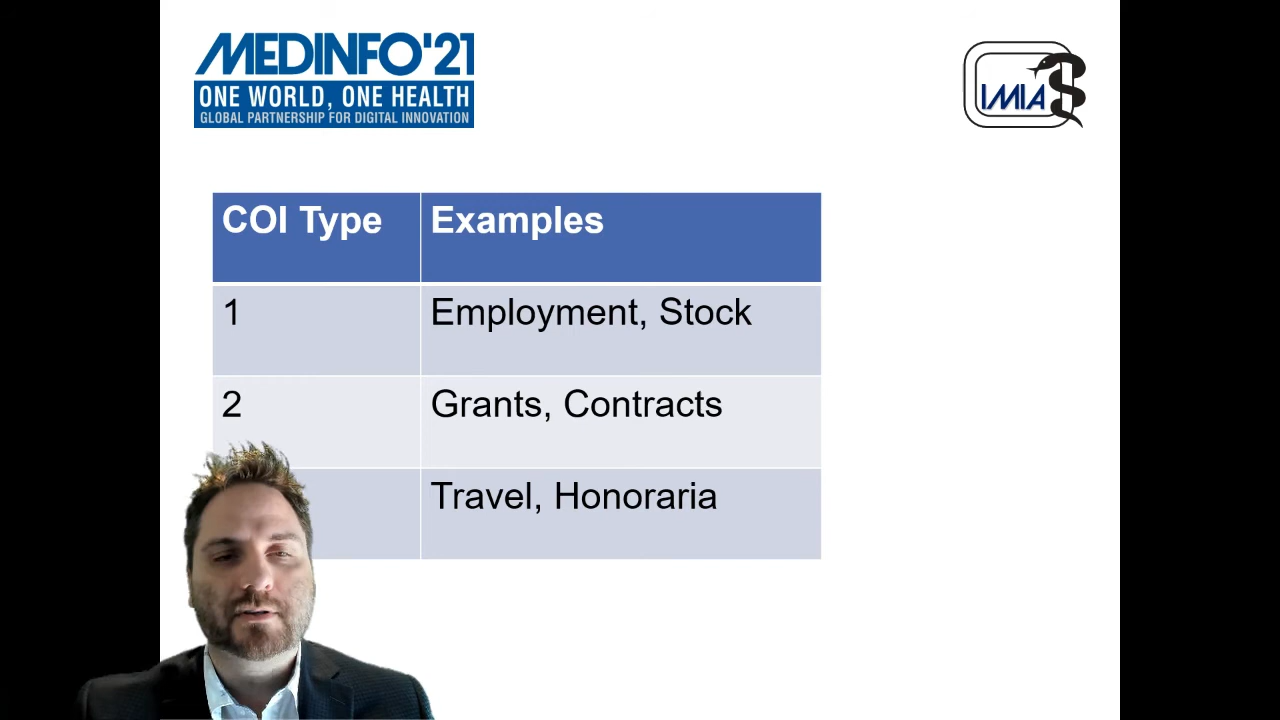 MEDINFO'21
ONE WORLD, ONE HEALTH
GLOBAL PARTNERSHIP FOR DIGITAL INNOVATION
IMIA
COI Type Examples
1 Employment, Stock
2 Grants, Contracts
Travel, Honoraria